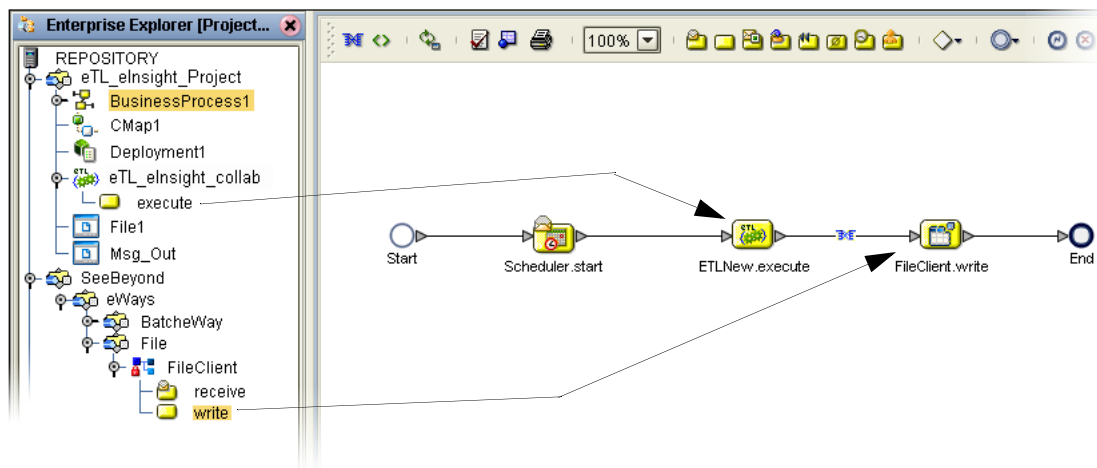 Enterprise Explorer [Project...
REPOSITORY
eTL_eInsight_Project
BusinessProcess1
CMap1
Deployment1
eTL_eInsight_collab
execute
File1
Msg_Out
SeeBeyond
eWays
BatcheWay
File
FileClient
receive
write
100%
Start
Scheduler.start
eTL
ETLNew.execute
FileClient.write
End